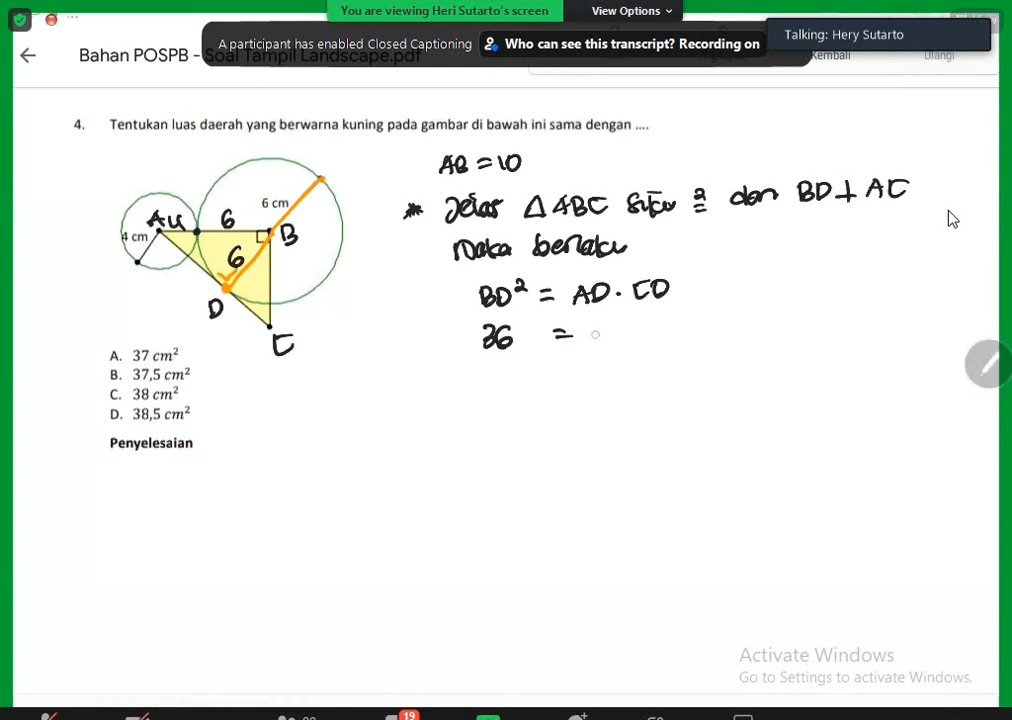 You are viewing Heri Sutarto's screen
View Options
A participant has enabled Closed Captioning
Who can see this transcript? Recording on
Talking: Hery Sutarto
Bahan POSPB - Soal Tampil Landscape.pdf
Kembali
Ulangi
4. Tentukan luas daerah yang berwarna kuning pada gambar di bawah ini sama dengan ....
AB = 10
* Jelas △ABC siku² dan BD⊥AC
Maka berlaku
BD² = AD · CD
36 =
6 cm
A 4 6 B
4 cm
6
D
C
A. 37 cm²
B. 37,5 cm²
C. 38 cm²
D. 38,5 cm²
Penyelesaian
Activate Windows
Go to Settings to activate Windows.
19